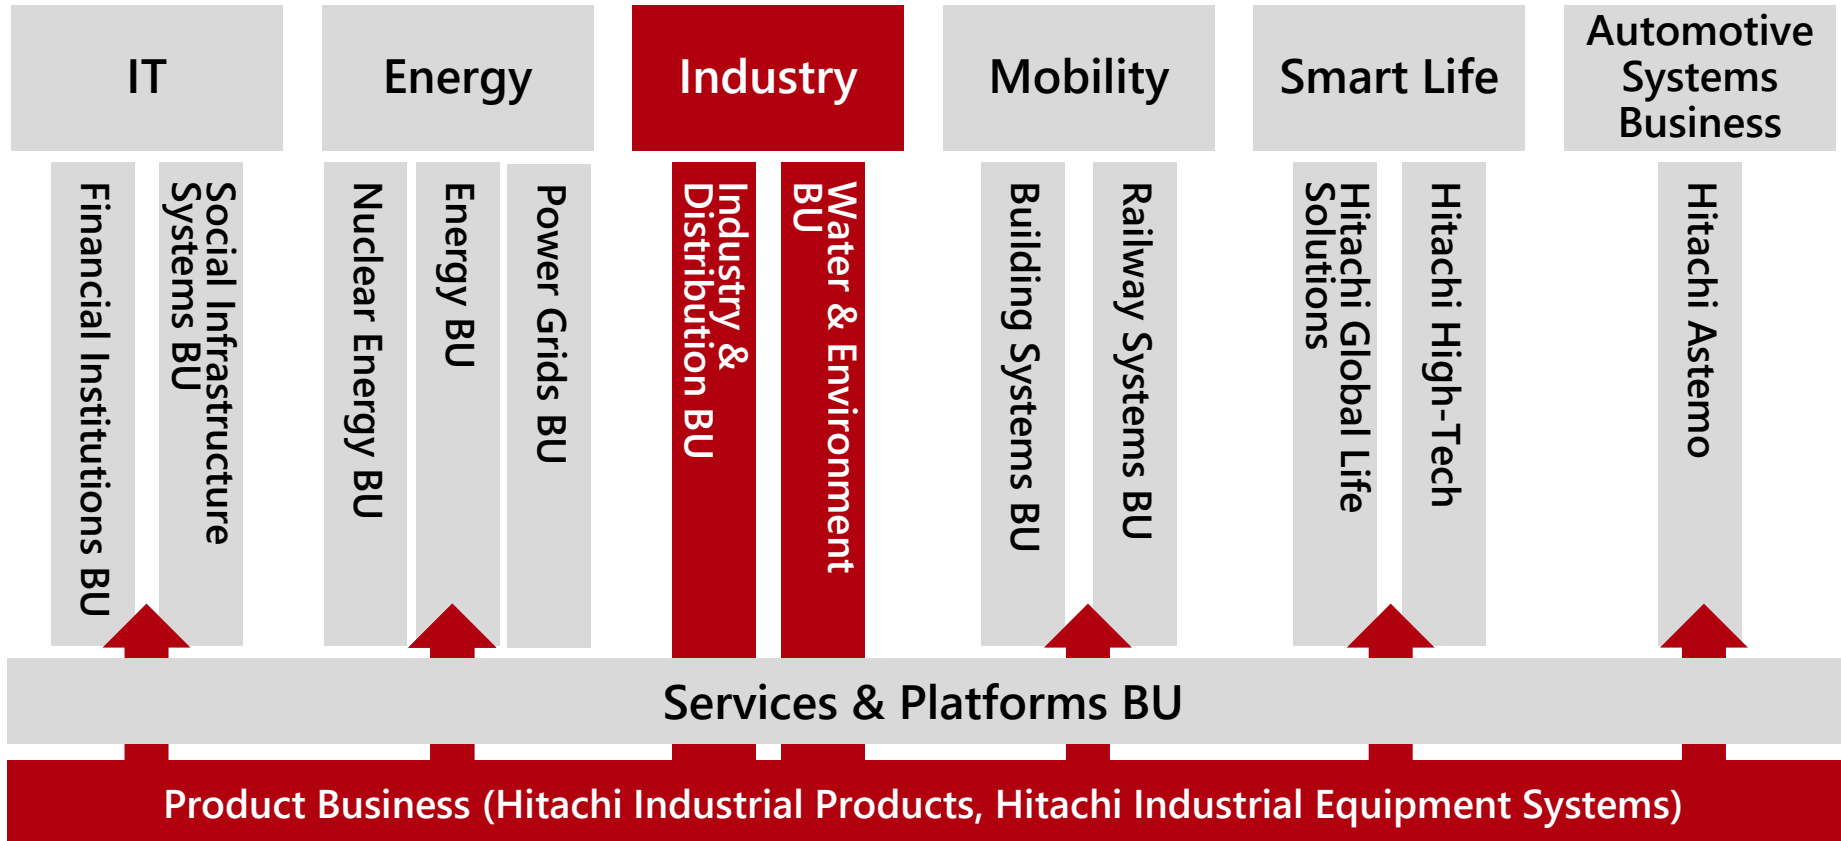 IT
Energy
Industry
Mobility
Smart Life
Automotive
Systems
Business
Financial Institutions BU
Social Infrastructure
Systems BU
Nuclear Energy BU
Energy BU
Power Grids BU
Industry &
Distribution BU
Water & Environment
BU
Building Systems BU
Railway Systems BU
Hitachi Global Life
Solutions
Hitachi High-Tech
Hitachi Astemo
Services & Platforms BU
Product Business (Hitachi Industrial Products, Hitachi Industrial Equipment Systems)